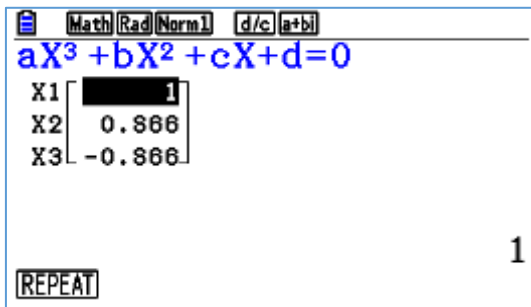 Math Rad Norm1 d/c a+bi
aX³+bX²+cX+d=0
X1 1
X2 0.866
X3 -0.866
1
REPEAT